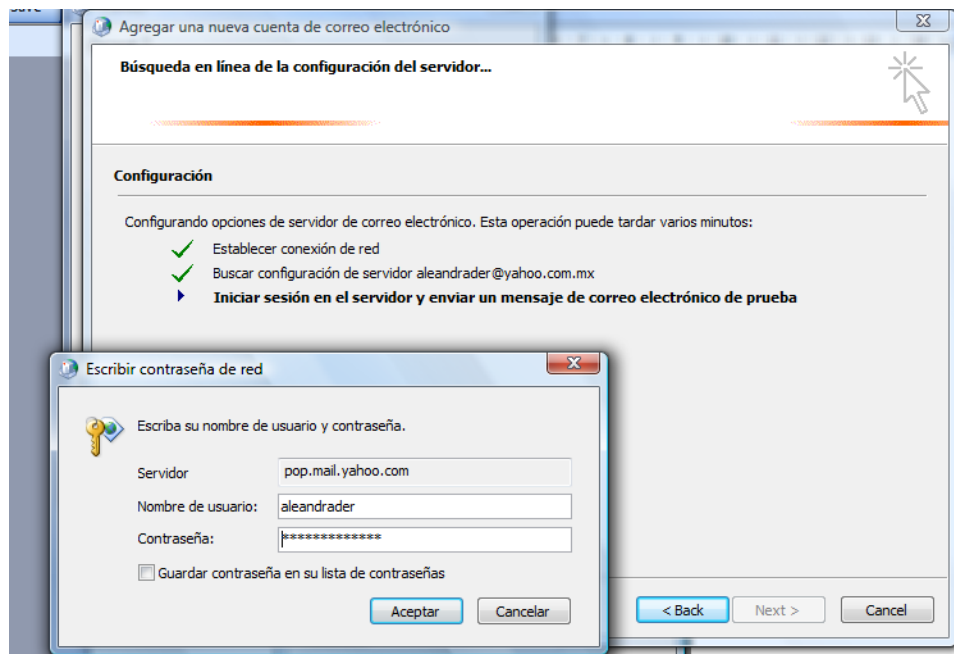 Agregar una nueva cuenta de correo electrónico
Búsqueda en línea de la configuración del servidor...
Configuración
Configurando opciones de servidor de correo electrónico. Esta operación puede tardar varios minutos:
Establecer conexión de red
Buscar configuración de servidor aleandrader@yahoo.com.mx
Iniciar sesión en el servidor y enviar un mensaje de correo electrónico de prueba
Escribir contraseña de red
Escriba su nombre de usuario y contraseña.
Servidor pop.mail.yahoo.com
Nombre de usuario: aleandrader
Contraseña: *************
Guardar contraseña en su lista de contraseñas
Aceptar Cancelar
< Back Next > Cancel